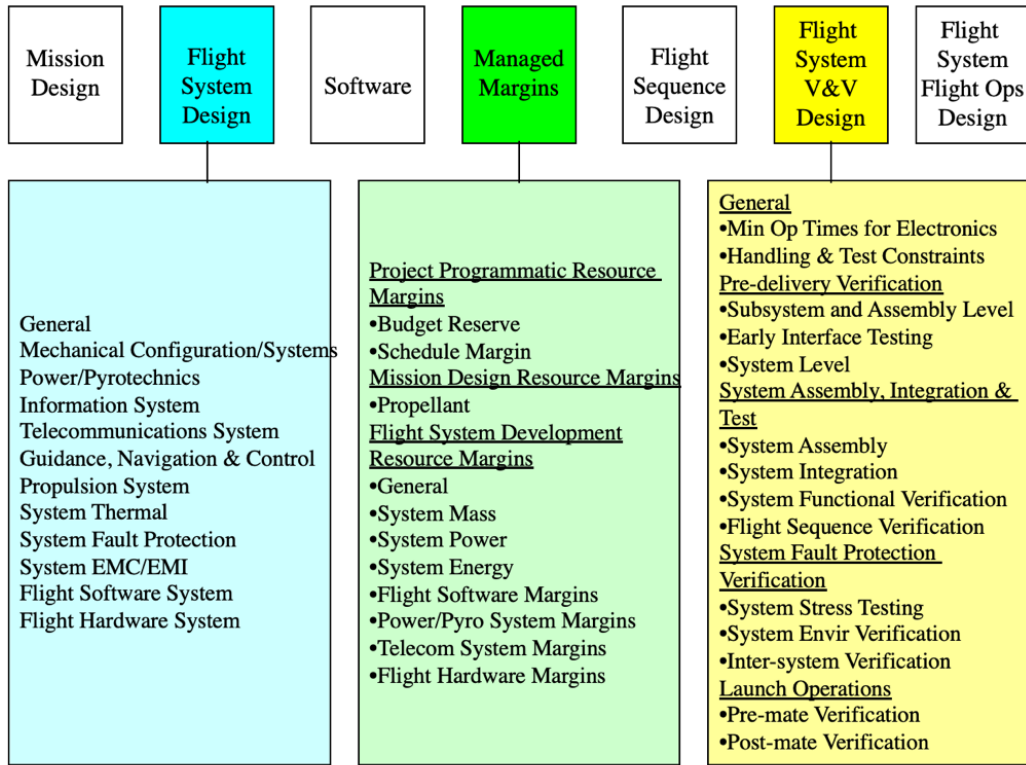 Mission
Design
Flight
System
Design
Software
Managed
Margins
Flight
Sequence
Design
Flight
System
V&V
Design
Flight
System
Flight Ops
Design
General
Mechanical Configuration/Systems
Power/Pyrotechnics
Information System
Telecommunications System
Guidance, Navigation & Control
Propulsion System
System Thermal
System Fault Protection
System EMC/EMI
Flight Software System
Flight Hardware System
Project Programmatic Resource
Margins
•Budget Reserve
•Schedule Margin
Mission Design Resource Margins
•Propellant
Flight System Development
Resource Margins
•General
•System Mass
•System Power
•System Energy
•Flight Software Margins
•Power/Pyro System Margins
•Telecom System Margins
•Flight Hardware Margins
General
•Min Op Times for Electronics
•Handling & Test Constraints
Pre-delivery Verification
•Subsystem and Assembly Level
•Early Interface Testing
•System Level
System Assembly, Integration &
Test
•System Assembly
•System Integration
•System Functional Verification
•Flight Sequence Verification
System Fault Protection
Verification
•System Stress Testing
•System Envir Verification
•Inter-system Verification
Launch Operations
•Pre-mate Verification
•Post-mate Verification